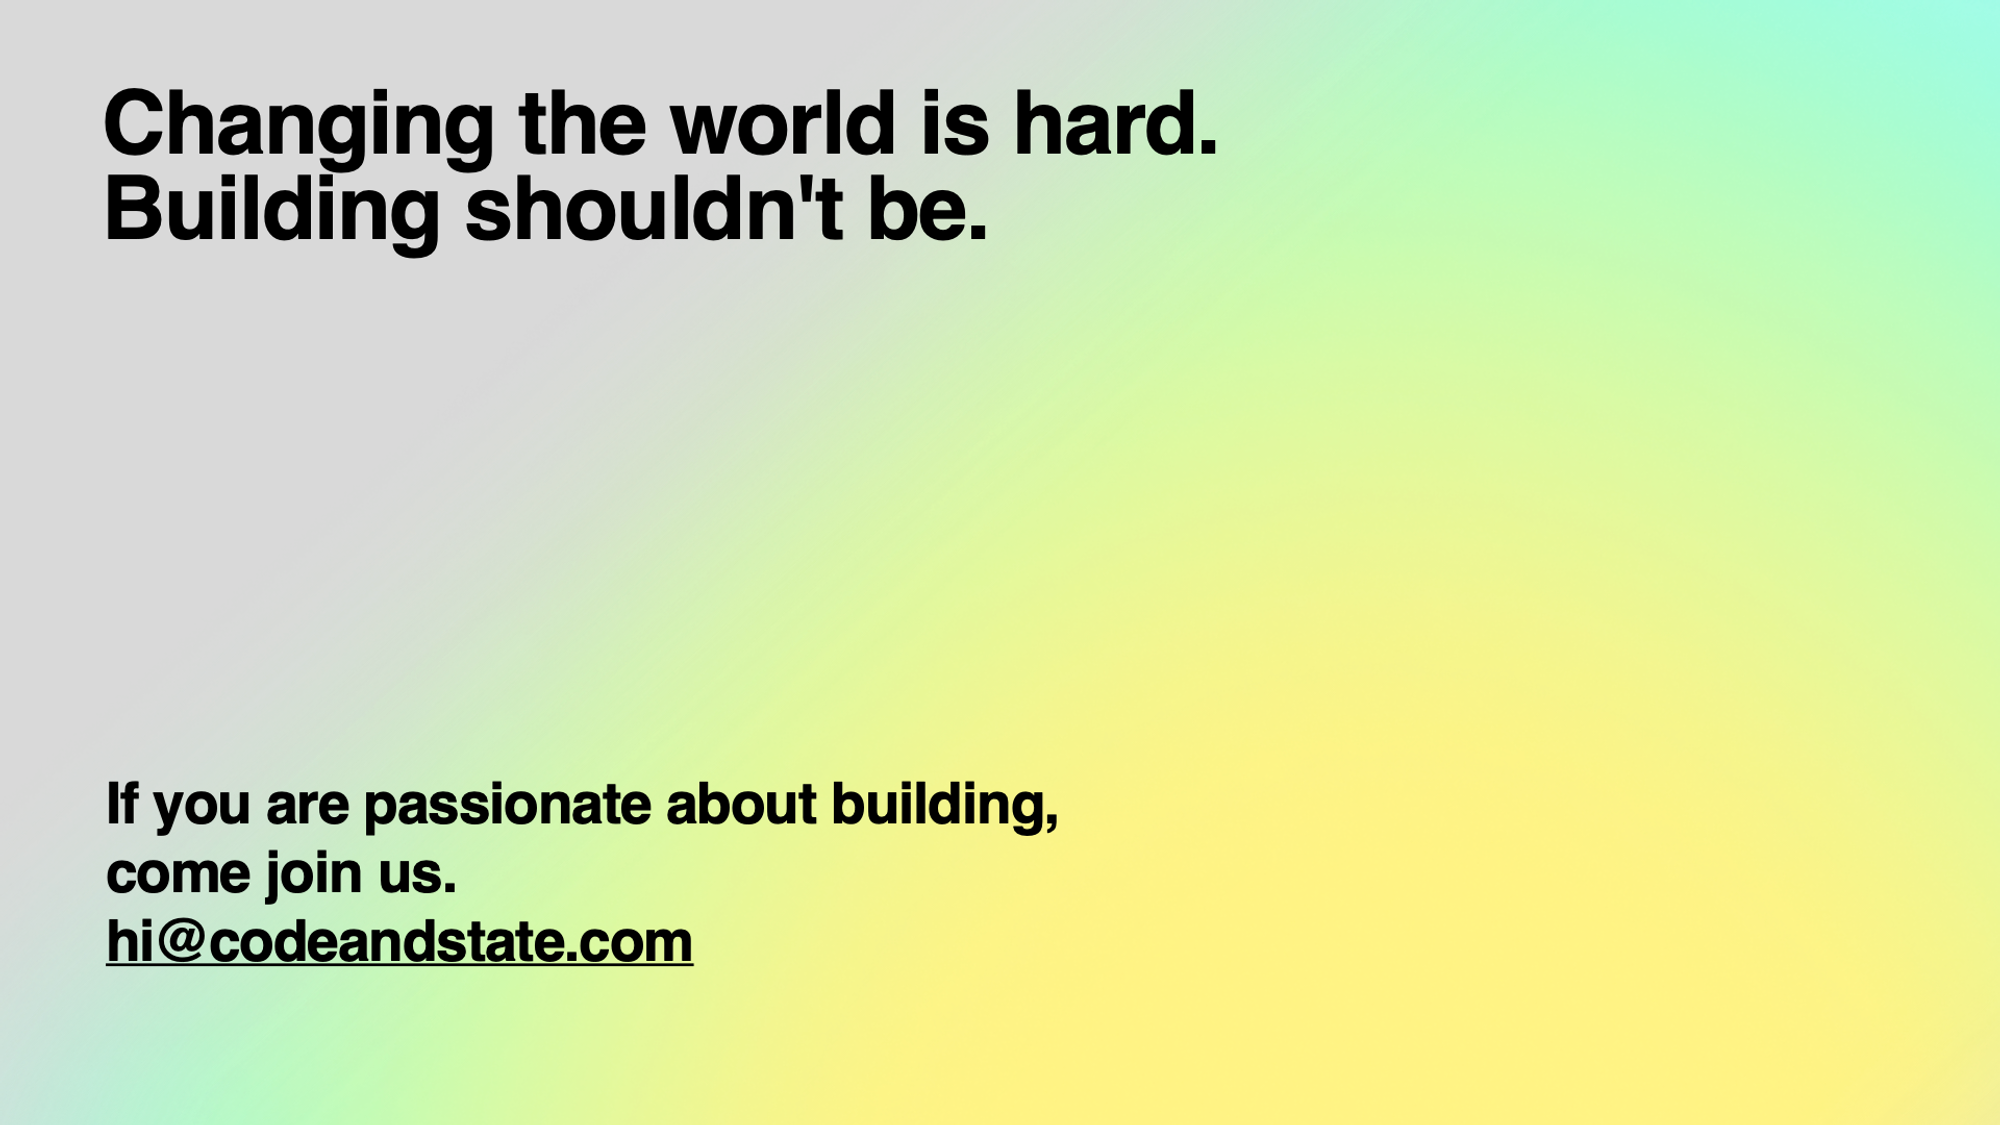 Changing the world is hard.
Building shouldn't be.
If you are passionate about building,
come join us.
hi@codeandstate.com